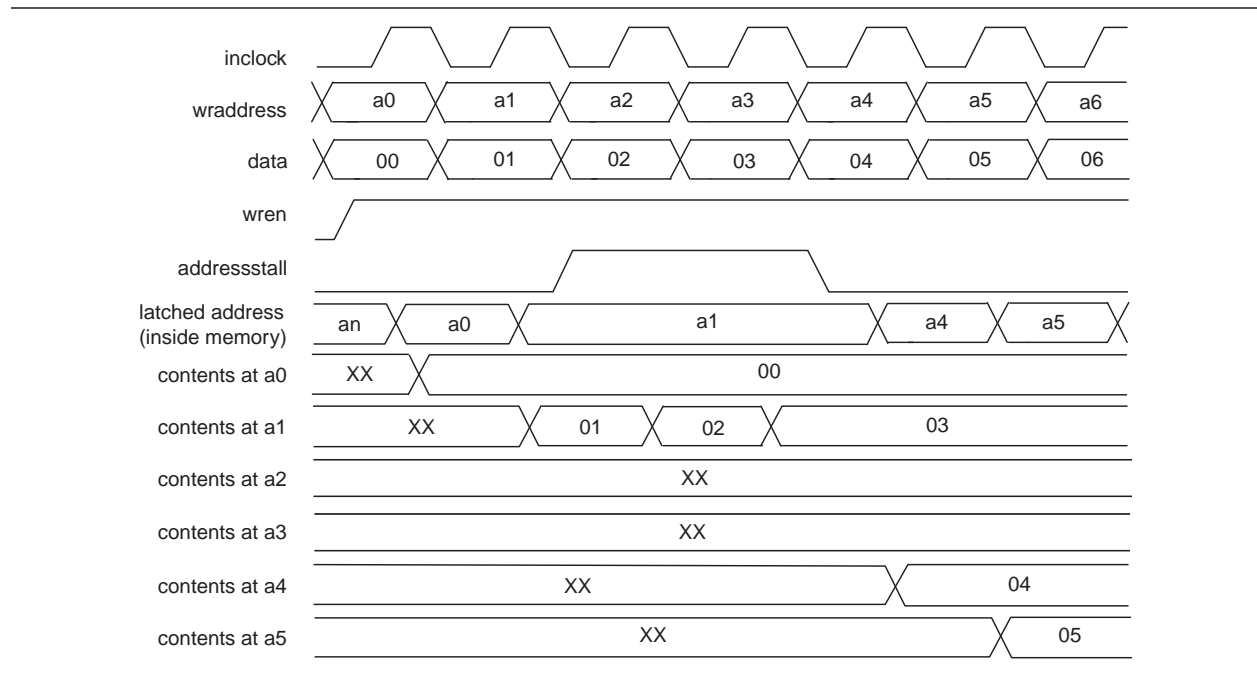 inclock
wraddress a0 a1 a2 a3 a4 a5 a6
data 00 01 02 03 04 05 06
wren
addressstall
latched address
(inside memory) an a0 a1 a4 a5
contents at a0 XX 00
contents at a1 XX 01 02 03
contents at a2 XX
contents at a3 XX
contents at a4 XX 04
contents at a5 XX 05